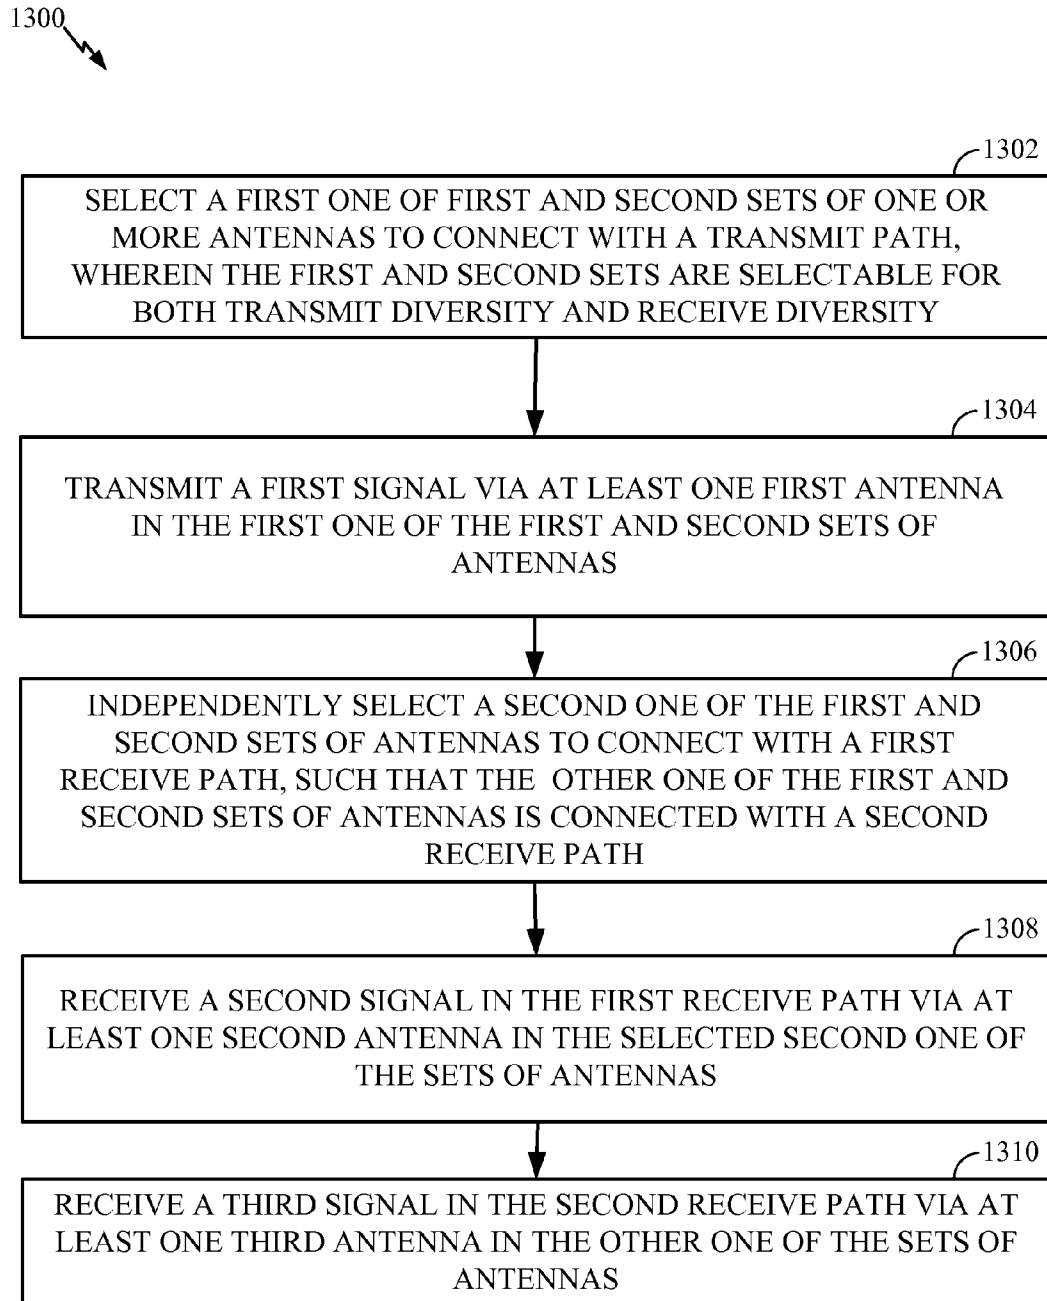 1300
1302
SELECT A FIRST ONE OF FIRST AND SECOND SETS OF ONE OR
MORE ANTENNAS TO CONNECT WITH A TRANSMIT PATH,
WHEREIN THE FIRST AND SECOND SETS ARE SELECTABLE FOR
BOTH TRANSMIT DIVERSITY AND RECEIVE DIVERSITY
1304
TRANSMIT A FIRST SIGNAL VIA AT LEAST ONE FIRST ANTENNA
IN THE FIRST ONE OF THE FIRST AND SECOND SETS OF
ANTENNAS
1306
INDEPENDENTLY SELECT A SECOND ONE OF THE FIRST AND
SECOND SETS OF ANTENNAS TO CONNECT WITH A FIRST
RECEIVE PATH, SUCH THAT THE OTHER ONE OF THE FIRST AND
SECOND SETS OF ANTENNAS IS CONNECTED WITH A SECOND
RECEIVE PATH
1308
RECEIVE A SECOND SIGNAL IN THE FIRST RECEIVE PATH VIA AT
LEAST ONE SECOND ANTENNA IN THE SELECTED SECOND ONE OF
THE SETS OF ANTENNAS
1310
RECEIVE A THIRD SIGNAL IN THE SECOND RECEIVE PATH VIA AT
LEAST ONE THIRD ANTENNA IN THE OTHER ONE OF THE SETS OF
ANTENNAS